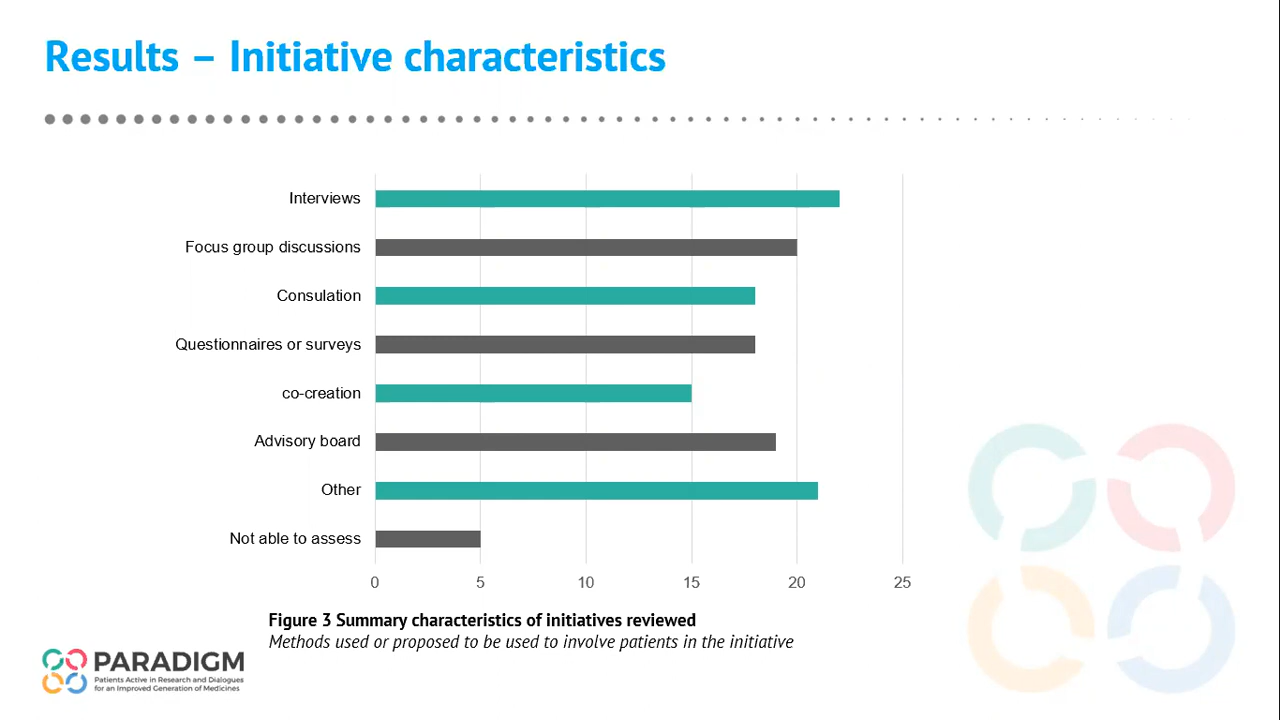 Results – Initiative characteristics
Interviews
Focus group discussions
Consulation
Questionnaires or surveys
co-creation
Advisory board
Other
Not able to assess
0 5 10 15 20 25
Figure 3 Summary characteristics of initiatives reviewed
Methods used or proposed to be used to involve patients in the initiative
PARADIGM
Patients Active in Research and Dialogues
for an Improved Generation of Medicines